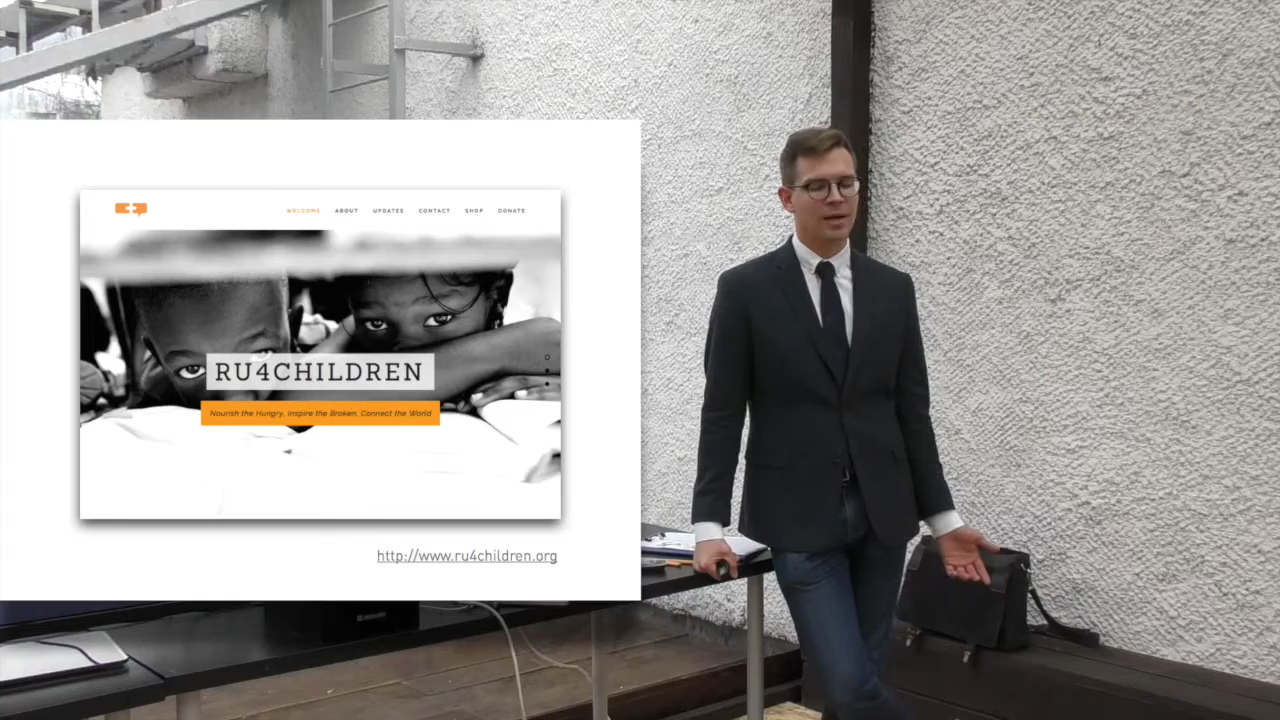 WELCOME ABOUT UPDATES CONTACT SHOP DONATE
RU4CHILDREN
Nourish the Hungry, Inspire the Broken, Connect the World
http://www.ru4children.org